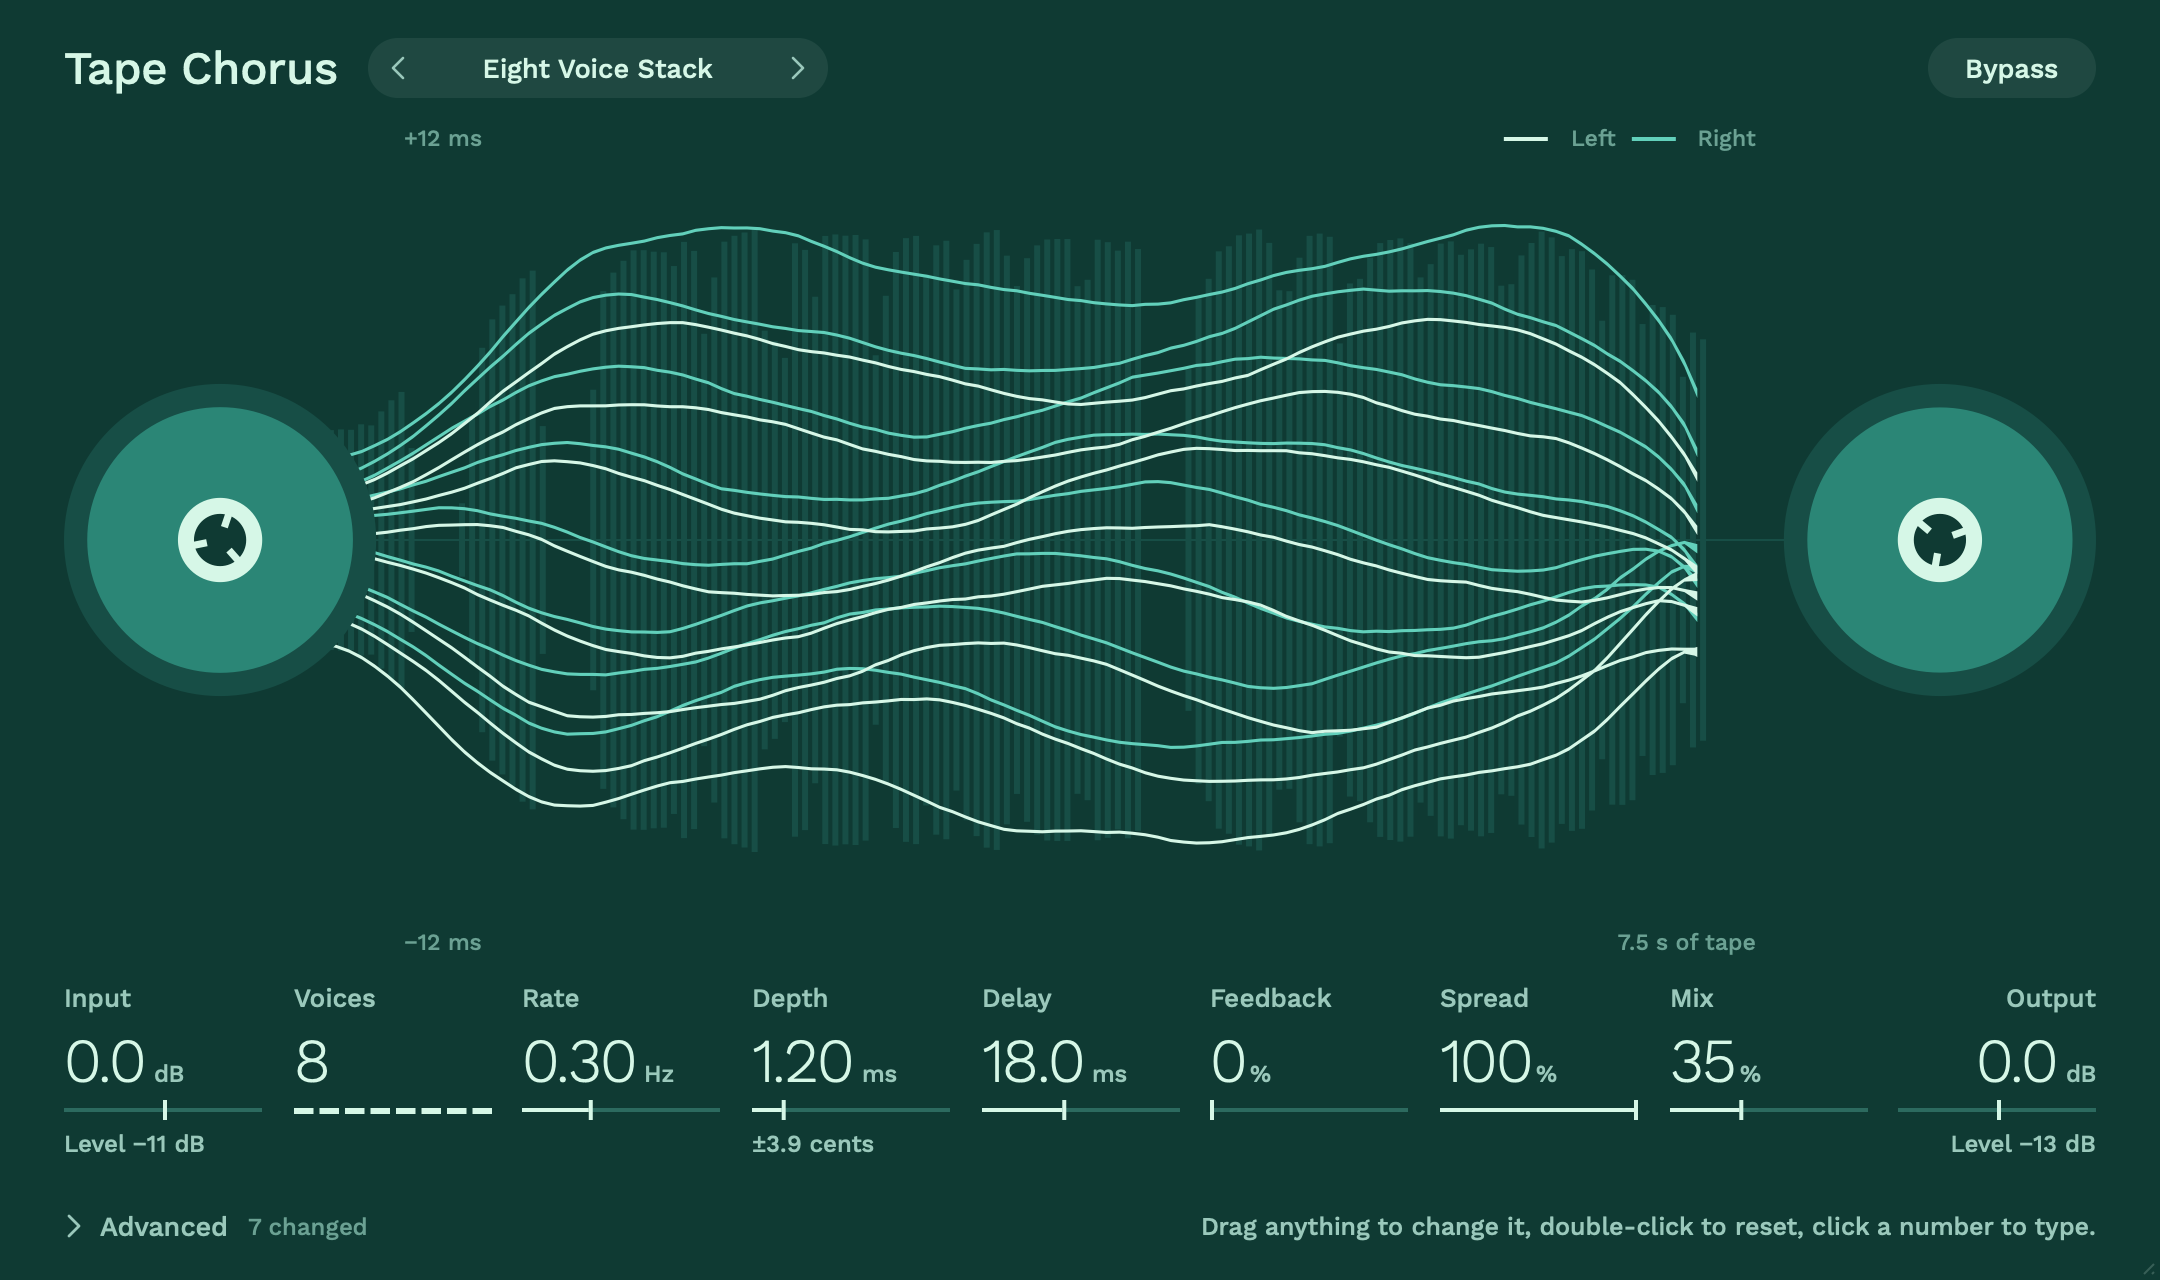 Tape Chorus
Eight Voice Stack
Bypass
+12 ms
Left
Right
−12 ms
7.5 s of tape
Input
Voices
Rate
Depth
Delay
Feedback
Spread
Mix
Output
0.0 dB
8
0.30 Hz
1.20 ms
18.0 ms
0 %
100 %
35 %
0.0 dB
Level −11 dB
±3.9 cents
Level −13 dB
Advanced
7 changed
Drag anything to change it, double-click to reset, click a number to type.